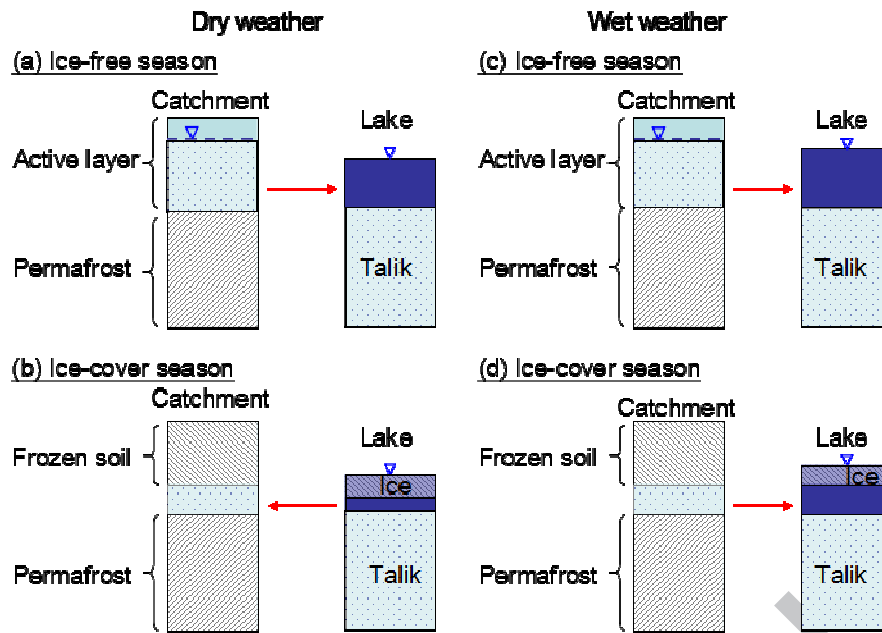 Dry weather
Wet weather
(a) Ice-free season
Catchment
Lake
Active layer
Permafrost
Talik
(c) Ice-free season
Catchment
Lake
Active layer
Permafrost
Talik
(b) Ice-cover season
Catchment
Lake
Frozen soil
Ice
Permafrost
Talik
(d) Ice-cover season
Catchment
Lake
Frozen soil
Ice
Permafrost
Talik